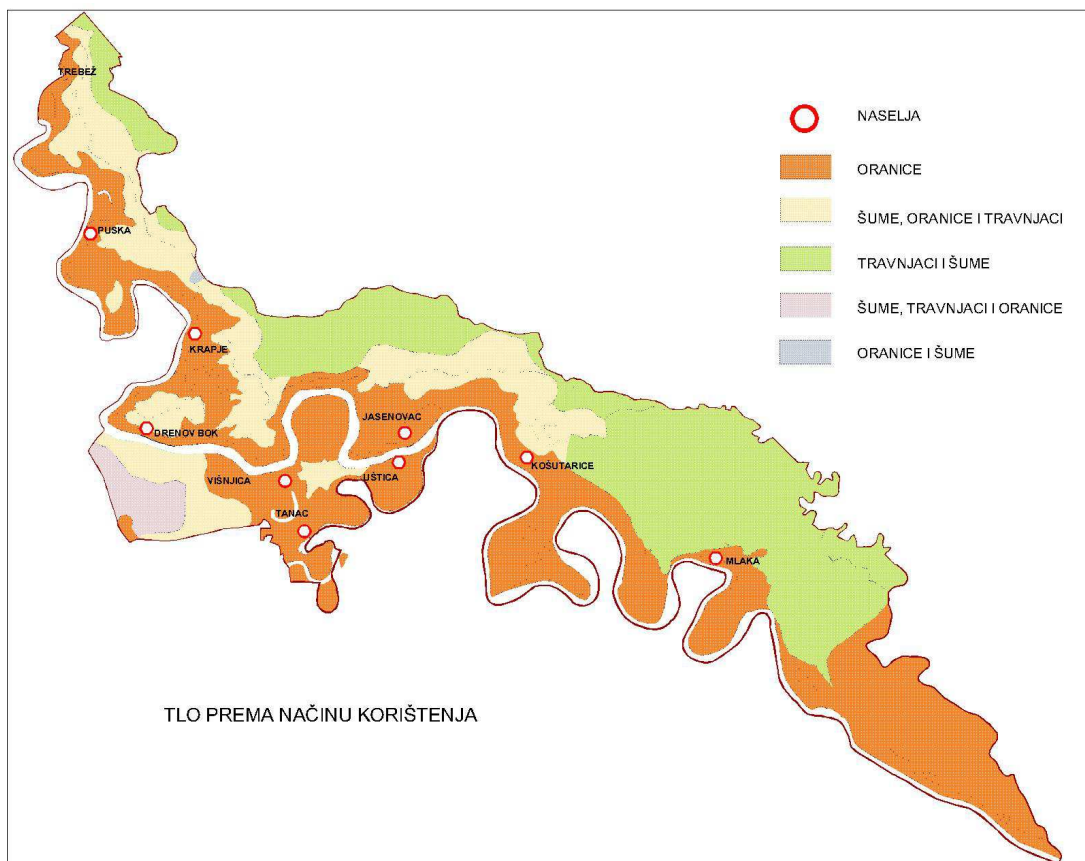 TREBEŽ
PUSKA
KRAPJE
DRENOV BOK
VIŠNJICA
JASENOVAC
UŠTICA
TANAC
KOŠUTARICE
MLAKA
NASELJA
ORANICE
ŠUME, ORANICE I TRAVNJACI
TRAVNJACI I ŠUME
ŠUME, TRAVNJACI I ORANICE
ORANICE I ŠUME
TLO PREMA NAČINU KORIŠTENJA